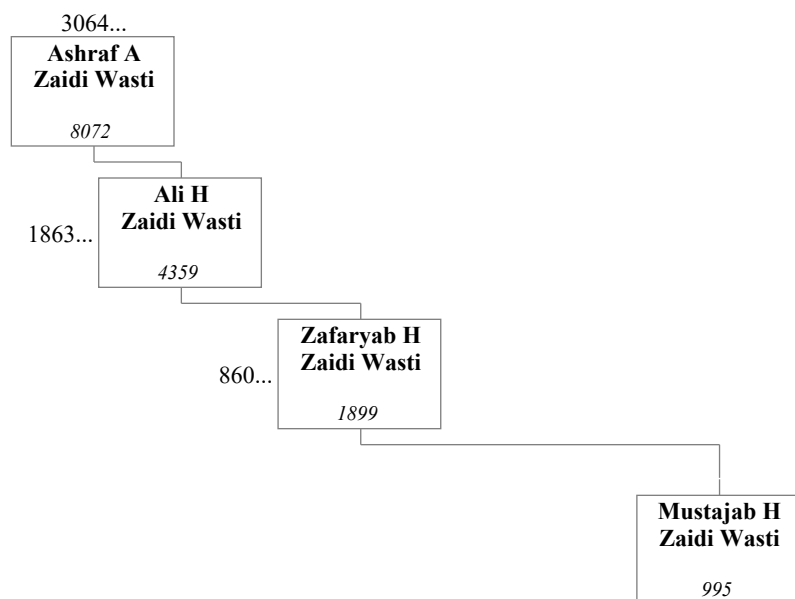 3064...
Ashraf A
Zaidi Wasti
8072
Ali H
Zaidi Wasti
1863...
4359
Zafaryab H
Zaidi Wasti
860...
1899
Mustajab H
Zaidi Wasti
995